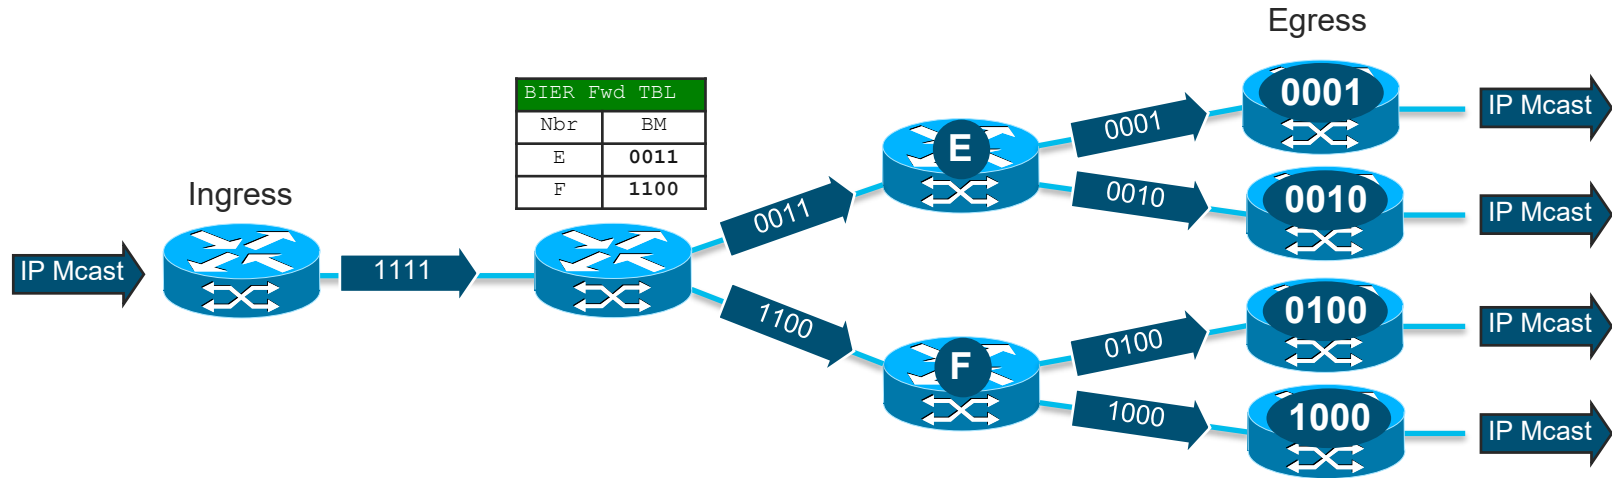 Egress
BIER Fwd TBL
Nbr BM
E 0011
F 1100
Ingress
IP Mcast
1111
0011
1100
E
F
0001
0010
0100
1000
0001
0010
0100
1000
IP Mcast
IP Mcast
IP Mcast
IP Mcast